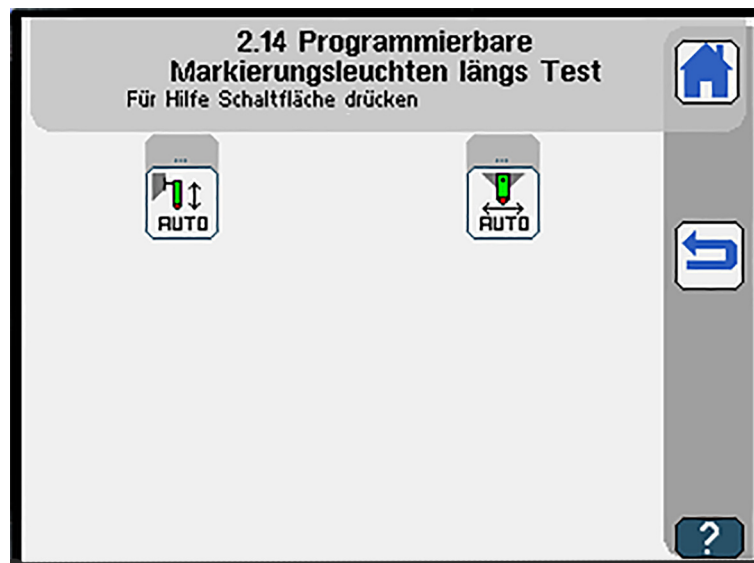 2.14 Programmierbare
Markierungsleuchten längs Test
Für Hilfe Schaltfläche drücken
...
...
AUTO
AUTO
?